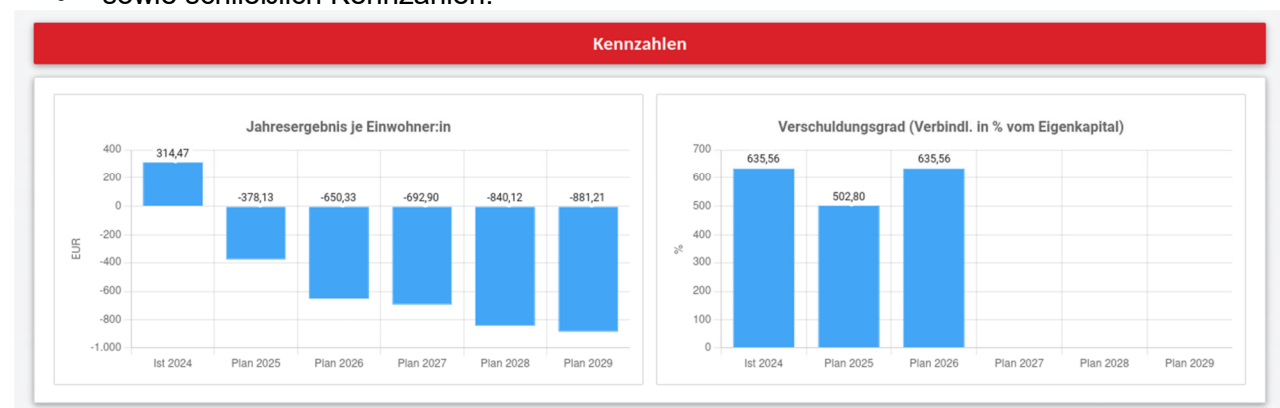 • sowie schließlich Kennzahlen.
Kennzahlen
Jahresergebnis je Einwohner:in
400
200
0
-200
-400
-600
-800
-1.000
EUR
314,47
-378,13
-650,33
-692,90
-840,12
-881,21
Ist 2024
Plan 2025
Plan 2026
Plan 2027
Plan 2028
Plan 2029
Verschuldungsgrad (Verbindl. in % vom Eigenkapital)
700
600
500
400
300
200
100
0
%
635,56
502,80
635,56
Ist 2024
Plan 2025
Plan 2026
Plan 2027
Plan 2028
Plan 2029